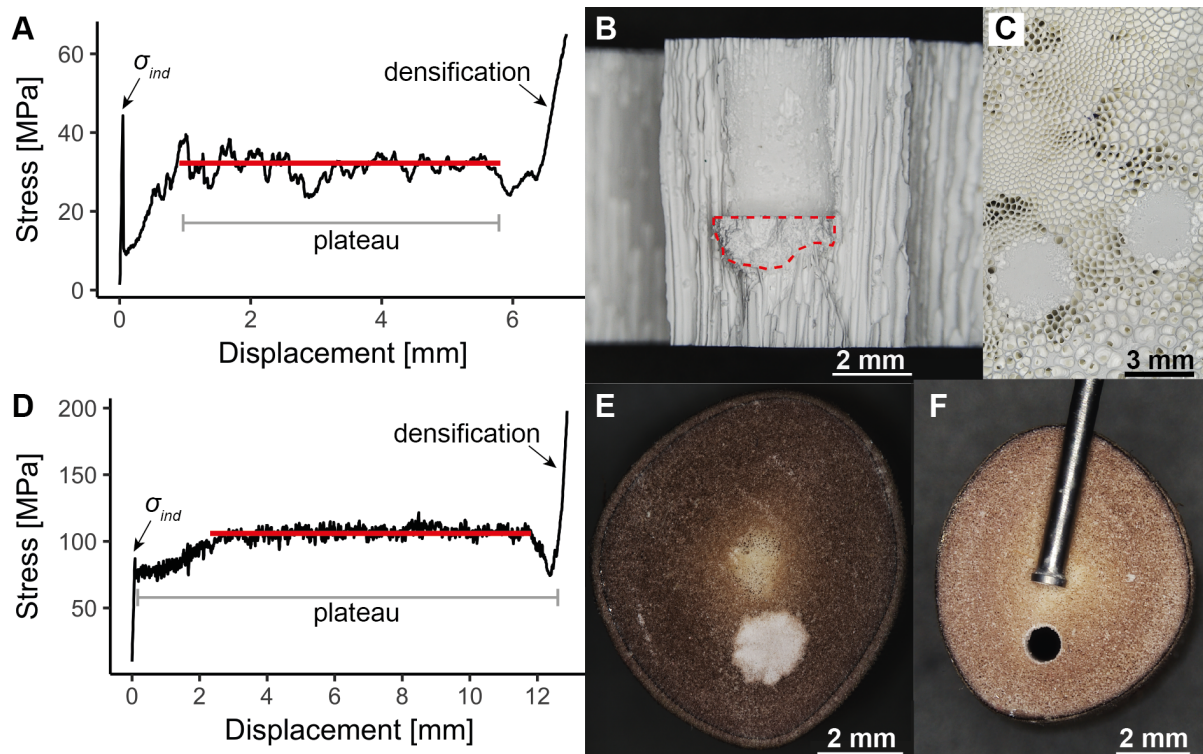 A
Stress [MPa]
60
40
20
0
σind
densification
plateau
0
2
4
6
Displacement [mm]
B
2 mm
C
3 mm
D
Stress [MPa]
200
150
100
50
σind
densification
plateau
0
2
4
6
8
10
12
Displacement [mm]
E
2 mm
F
2 mm